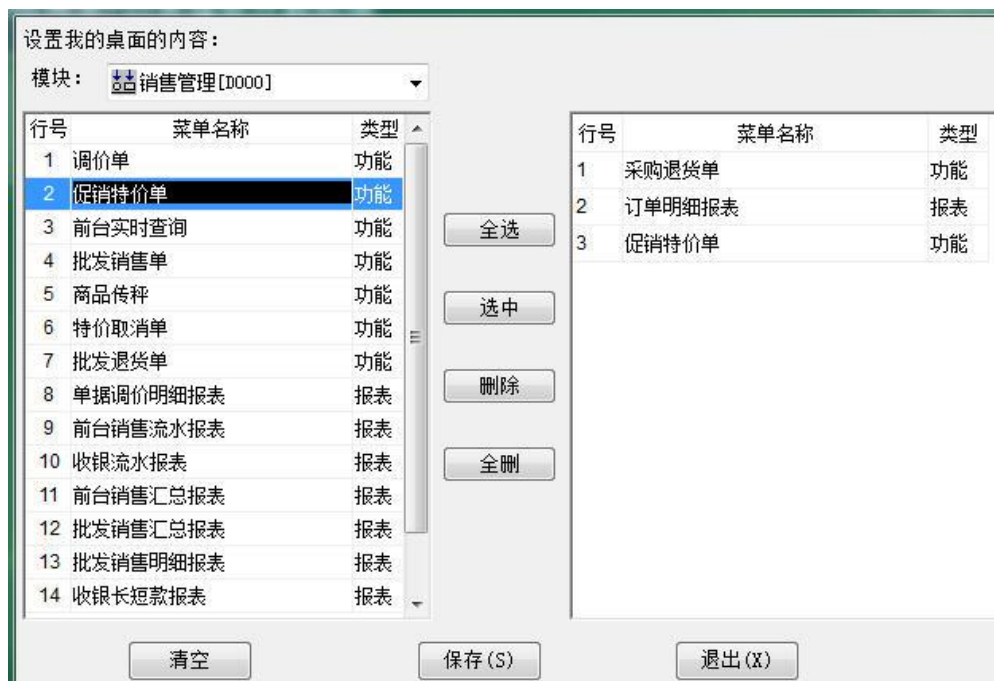 设置我的桌面的内容:
模块: 销售管理[D000]
行号 菜单名称 类型
1 调价单 功能
2 促销特价单 功能
3 前台实时查询 功能
4 批发销售单 功能
5 商品传秤 功能
6 特价取消单 功能
7 批发退货单 功能
8 单据调价明细报表 报表
9 前台销售流水报表 报表
10 收银流水报表 报表
11 前台销售汇总报表 报表
12 批发销售汇总报表 报表
13 批发销售明细报表 报表
14 收银长短款报表 报表
全选
选中
删除
全删
行号 菜单名称 类型
1 采购退货单 功能
2 订单明细报表 报表
3 促销特价单 功能
清空 保存(S) 退出(X)